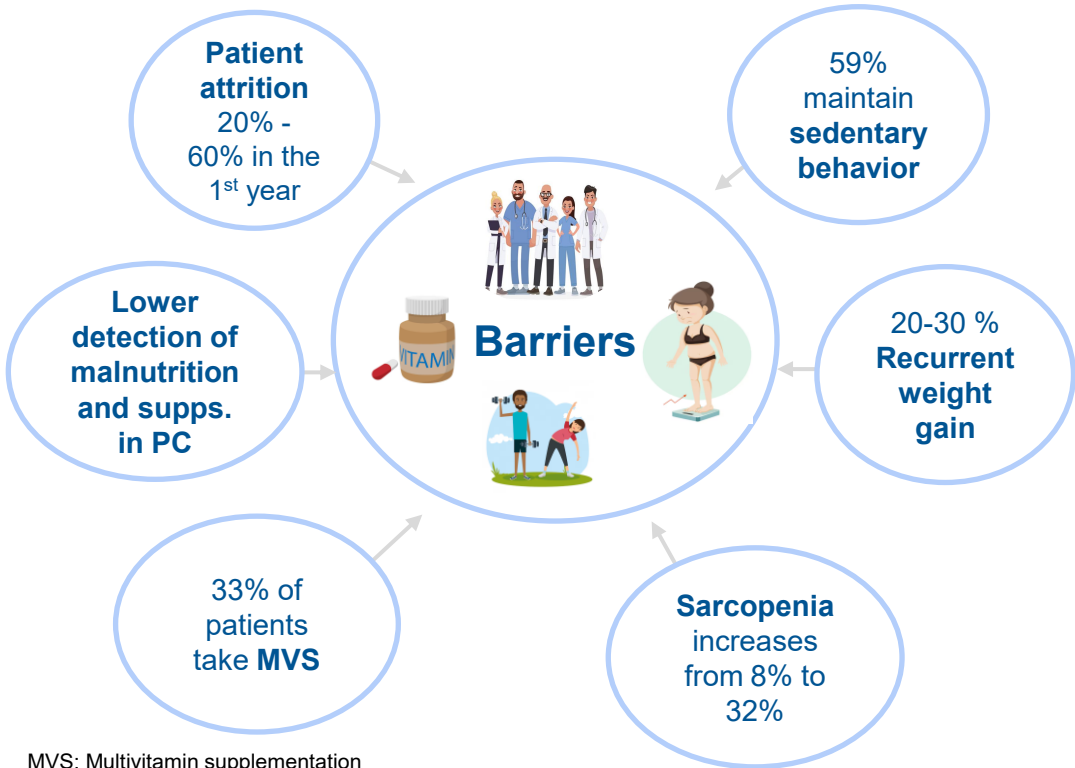 Patient
attrition
20% -
60% in the
1st year
59%
maintain
sedentary
behavior
Lower
detection of
malnutrition
and supps.
in PC
VITAMIN
Barriers
20-30 %
Recurrent
weight
gain
33% of
patients
take MVS
Sarcopenia
increases
from 8% to
32%
MVS: Multivitamin supplementation